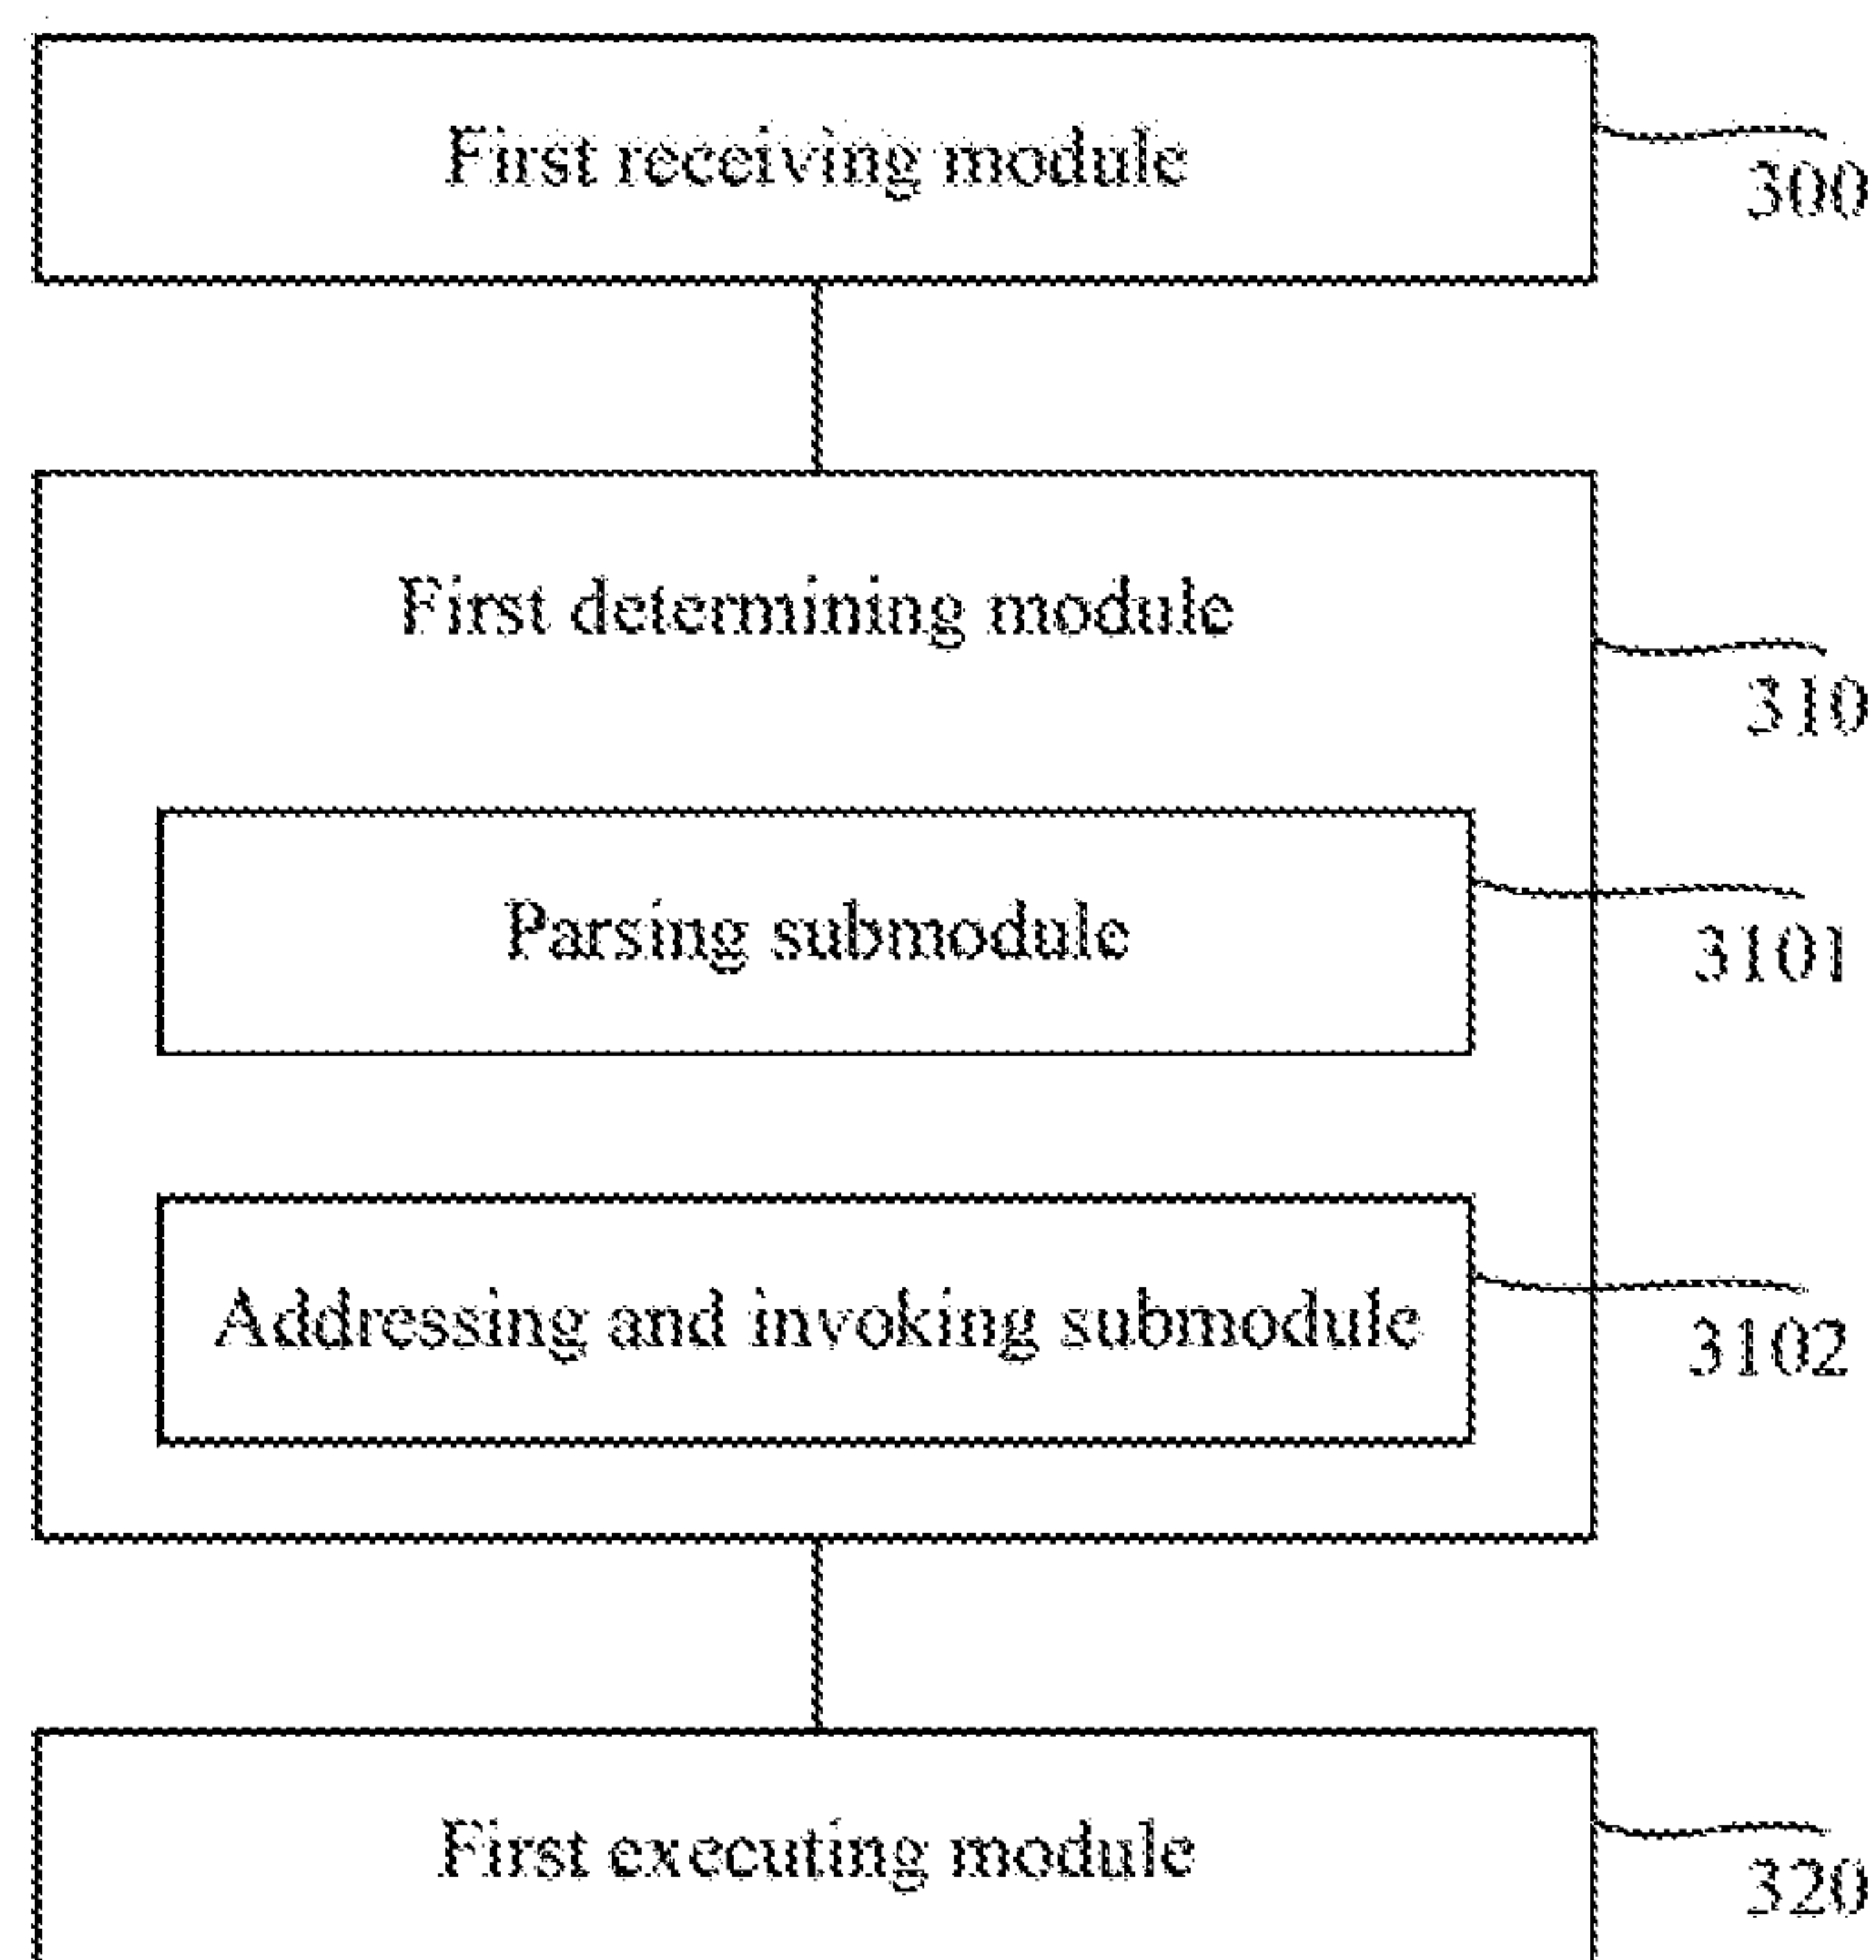 First receiving module
300
First determining module
310
Parsing submodule
3101
Addressing and invoking submodule
3102
First executing module
320